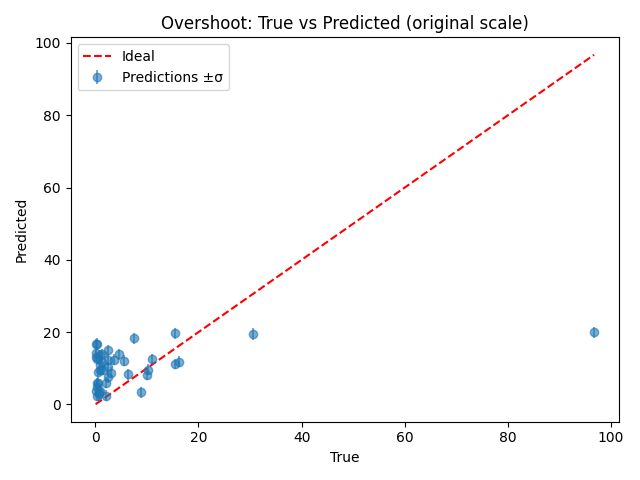 Overshoot: True vs Predicted (original scale)
Ideal
Predictions ±σ
100
80
60
40
20
0
Predicted
0 20 40 60 80 100
True